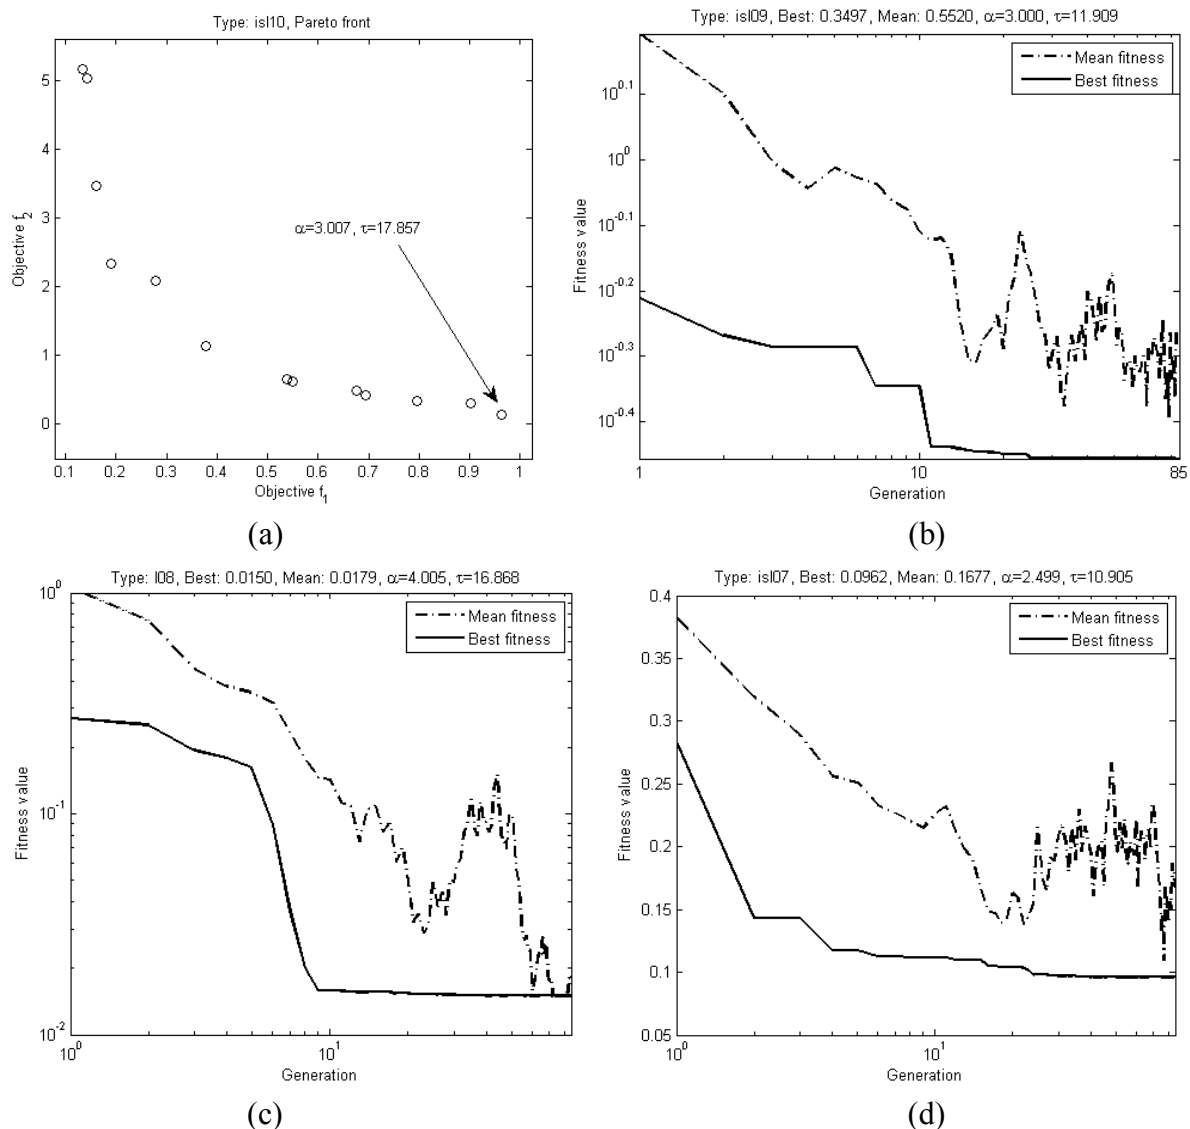 Type: isl10, Pareto front
5
4
3
2
1
0
Objective f2
α=3.007, τ=17.857
0.1 0.2 0.3 0.4 0.5 0.6 0.7 0.8 0.9 1
Objective f1
(a)
Type: isl09, Best: 0.3497, Mean: 0.5520, α=3.000, τ=11.909
Mean fitness
Best fitness
10^0.1
10^0
10^-0.1
10^-0.2
10^-0.3
10^-0.4
Fitness value
1 10 85
Generation
(b)
Type: l08, Best: 0.0150, Mean: 0.0179, α=4.005, τ=16.868
Mean fitness
Best fitness
10^0
10^-1
10^-2
Fitness value
10^0 10^1
Generation
(c)
Type: isl07, Best: 0.0962, Mean: 0.1677, α=2.499, τ=10.905
Mean fitness
Best fitness
0.4
0.35
0.3
0.25
0.2
0.15
0.1
0.05
Fitness value
10^0 10^1
Generation
(d)